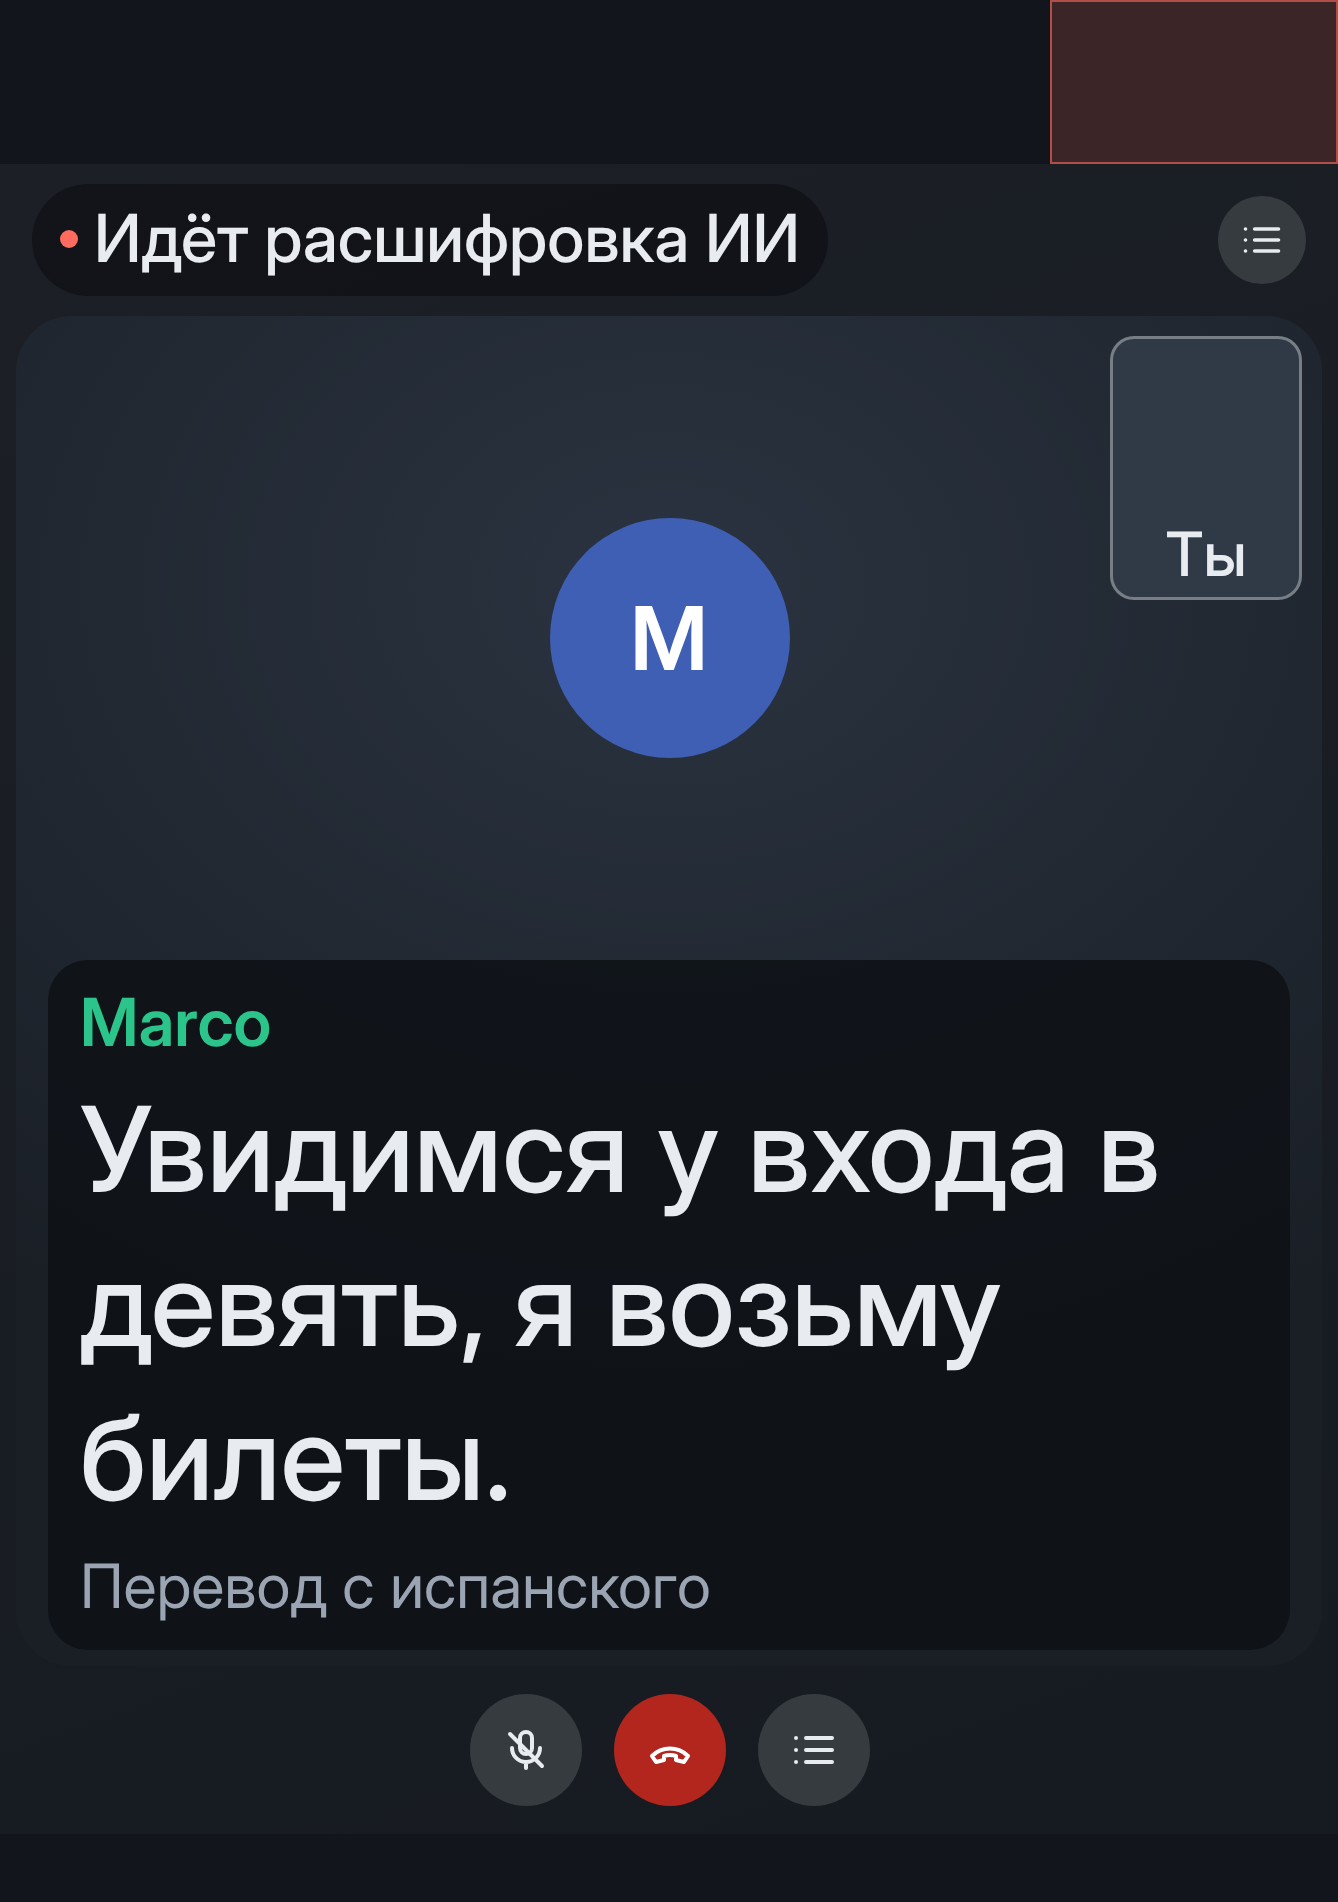 Идёт расшифровка ИИ
Ты
M
Marco
Увидимся у входа в
девять, я возьму
билеты.
Перевод с испанского